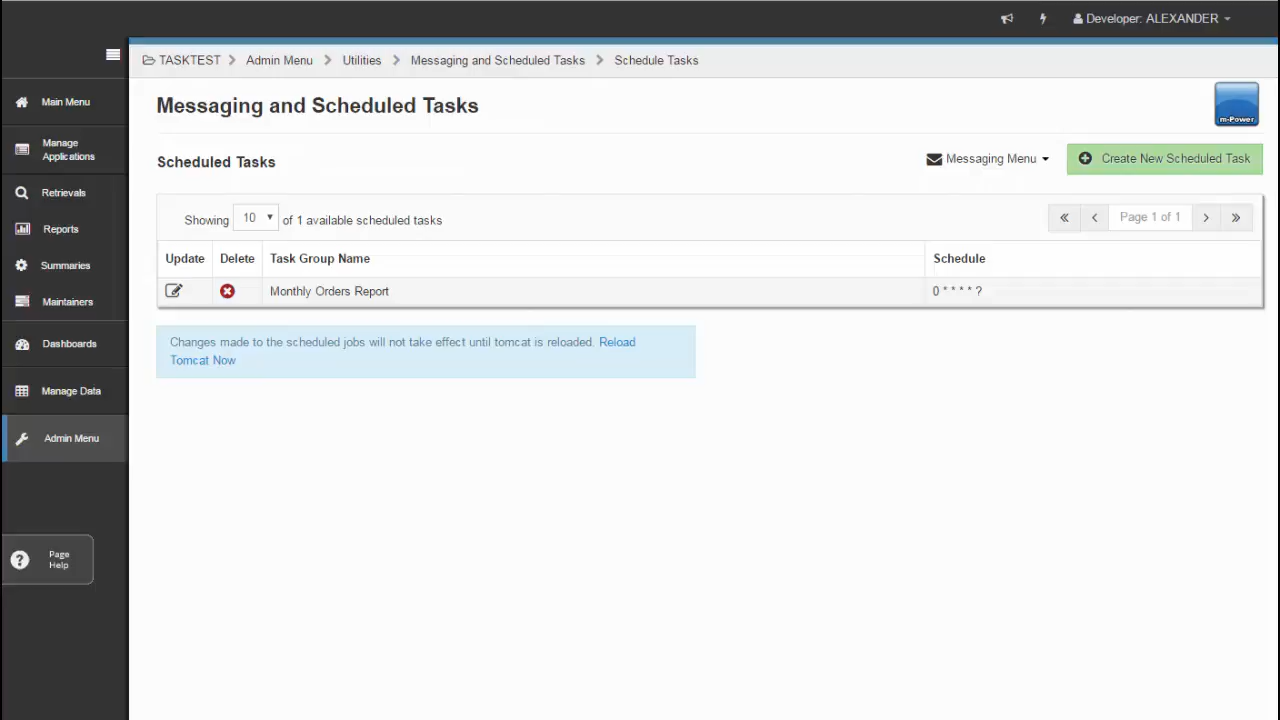 Developer: ALEXANDER
TASKTEST > Admin Menu > Utilities > Messaging and Scheduled Tasks > Schedule Tasks
Main Menu
Manage
Applications
Retrievals
Reports
Summaries
Maintainers
Dashboards
Manage Data
Admin Menu
? Page
Help
Messaging and Scheduled Tasks
m-Power
Scheduled Tasks
Messaging Menu
Create New Scheduled Task
Showing 10 of 1 available scheduled tasks
« < Page 1 of 1 > »
Update Delete Task Group Name Schedule
Monthly Orders Report 0 * * * * ?
Changes made to the scheduled jobs will not take effect until tomcat is reloaded. Reload
Tomcat Now